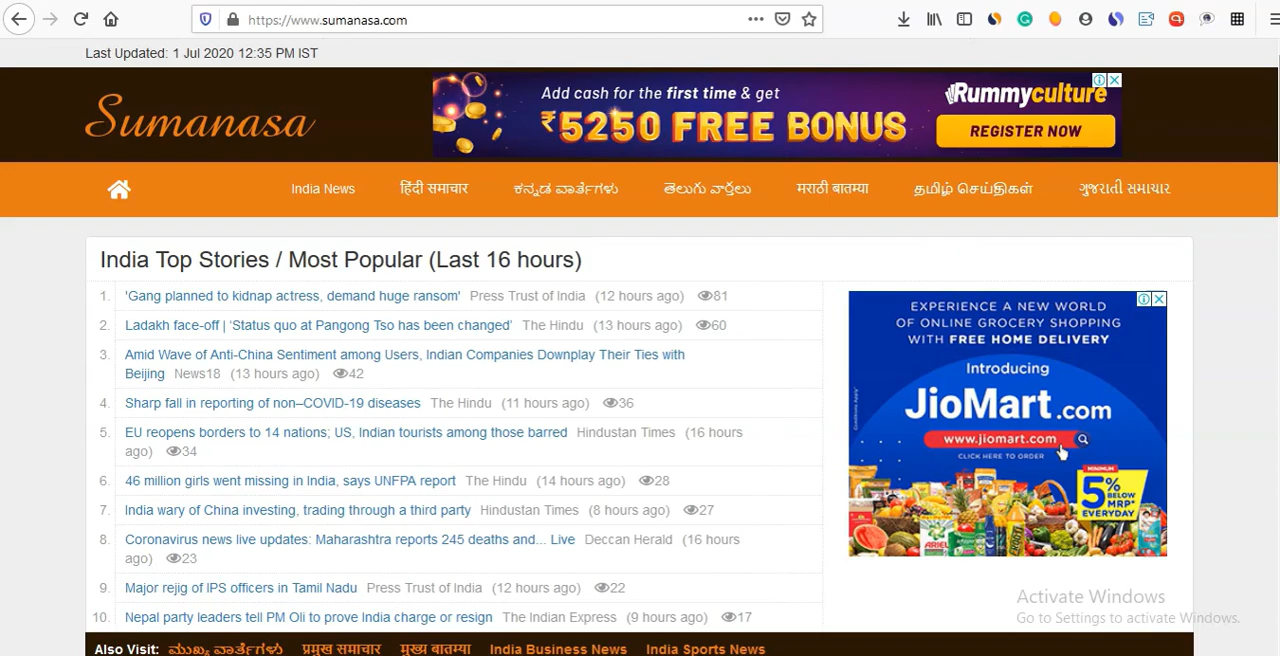 https://www.sumanasa.com
Last Updated: 1 Jul 2020 12:35 PM IST
Sumanasa
Add cash for the first time & get
₹5250 FREE BONUS
Rummyculture
REGISTER NOW
India News हिंदी समाचार ಕನ್ನಡ ವಾರ್ತೆಗಳು తెలుగు వార్తలు मराठी बातम्या தமிழ் செய்திகள் ગુજરાતી સમાચાર
India Top Stories / Most Popular (Last 16 hours)
1. 'Gang planned to kidnap actress, demand huge ransom' Press Trust of India (12 hours ago) 81
2. Ladakh face-off | 'Status quo at Pangong Tso has been changed' The Hindu (13 hours ago) 60
3. Amid Wave of Anti-China Sentiment among Users, Indian Companies Downplay Their Ties with
Beijing News18 (13 hours ago) 42
4. Sharp fall in reporting of non–COVID-19 diseases The Hindu (11 hours ago) 36
5. EU reopens borders to 14 nations; US, Indian tourists among those barred Hindustan Times (16 hours
ago) 34
6. 46 million girls went missing in India, says UNFPA report The Hindu (14 hours ago) 28
7. India wary of China investing, trading through a third party Hindustan Times (8 hours ago) 27
8. Coronavirus news live updates: Maharashtra reports 245 deaths and... Live Deccan Herald (16 hours
ago) 23
9. Major rejig of IPS officers in Tamil Nadu Press Trust of India (12 hours ago) 22
10. Nepal party leaders tell PM Oli to prove India charge or resign The Indian Express (9 hours ago) 17
EXPERIENCE A NEW WORLD
OF ONLINE GROCERY SHOPPING
WITH FREE HOME DELIVERY
Introducing
JioMart.com
www.jiomart.com
CLICK HERE TO ORDER
MINIMUM
5%
BELOW
MRP*
EVERYDAY
ARIEL
Activate Windows
Go to Settings to activate Windows.
Also Visit: ಮುಖ್ಯ ವಾರ್ತೆಗಳು प्रमुख समाचार मुख्य बातम्या India Business News India Sports News